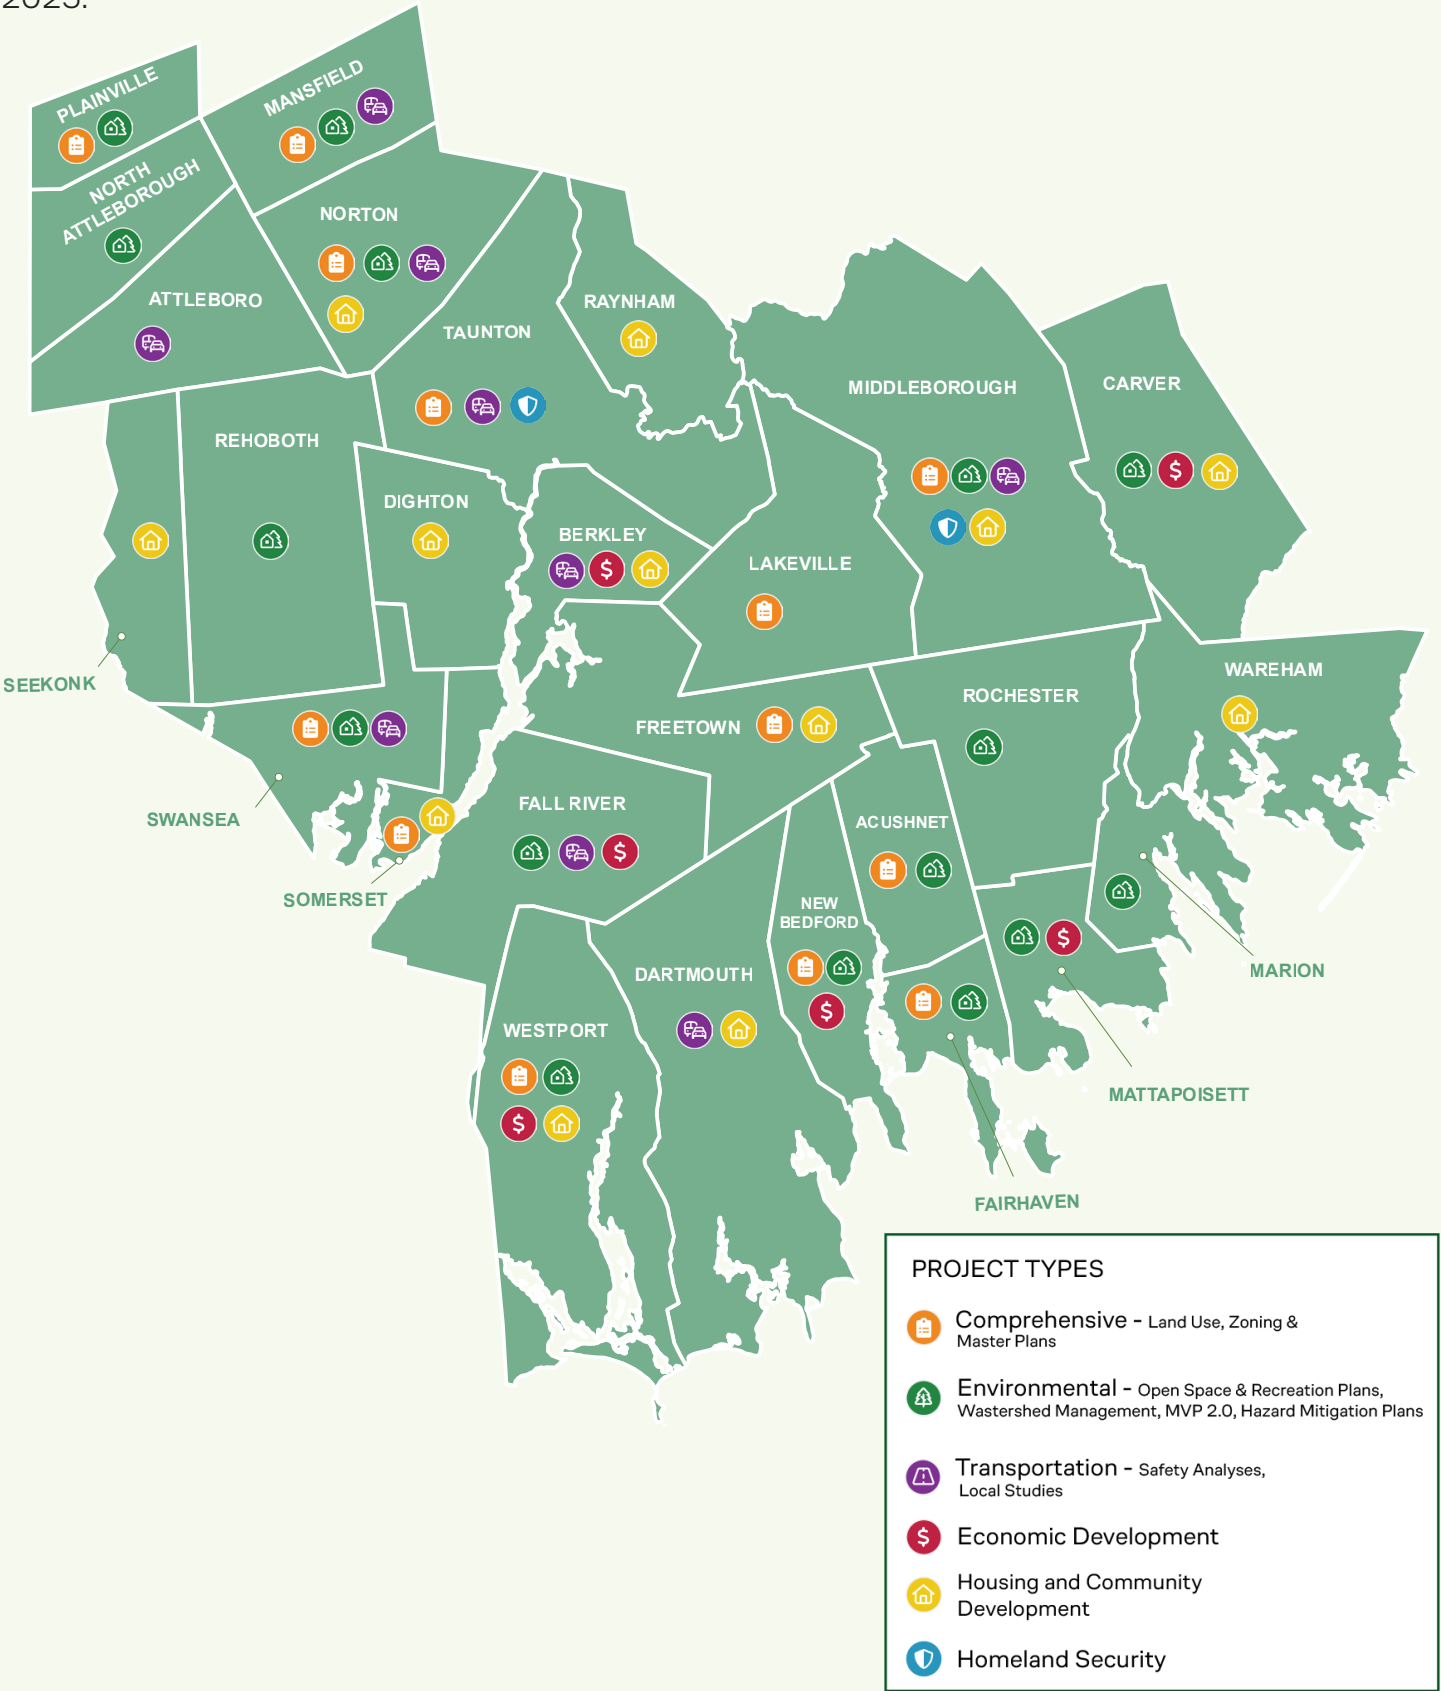 2025.
PLAINVILLE
MANSFIELD
NORTH
ATTLEBOROUGH
NORTON
ATTLEBORO
RAYNHAM
TAUNTON
MIDDLEBOROUGH
CARVER
REHOBOTH
DIGHTON
BERKLEY
LAKEVILLE
SEEKONK
WAREHAM
ROCHESTER
FREETOWN
SWANSEA
FALL RIVER
ACUSHNET
SOMERSET
NEW
BEDFORD
DARTMOUTH
MARION
WESTPORT
MATTAPOISETT
FAIRHAVEN
PROJECT TYPES
Comprehensive - Land Use, Zoning &
Master Plans
Environmental - Open Space & Recreation Plans,
Wastershed Management, MVP 2.0, Hazard Mitigation Plans
Transportation - Safety Analyses,
Local Studies
Economic Development
Housing and Community
Development
Homeland Security